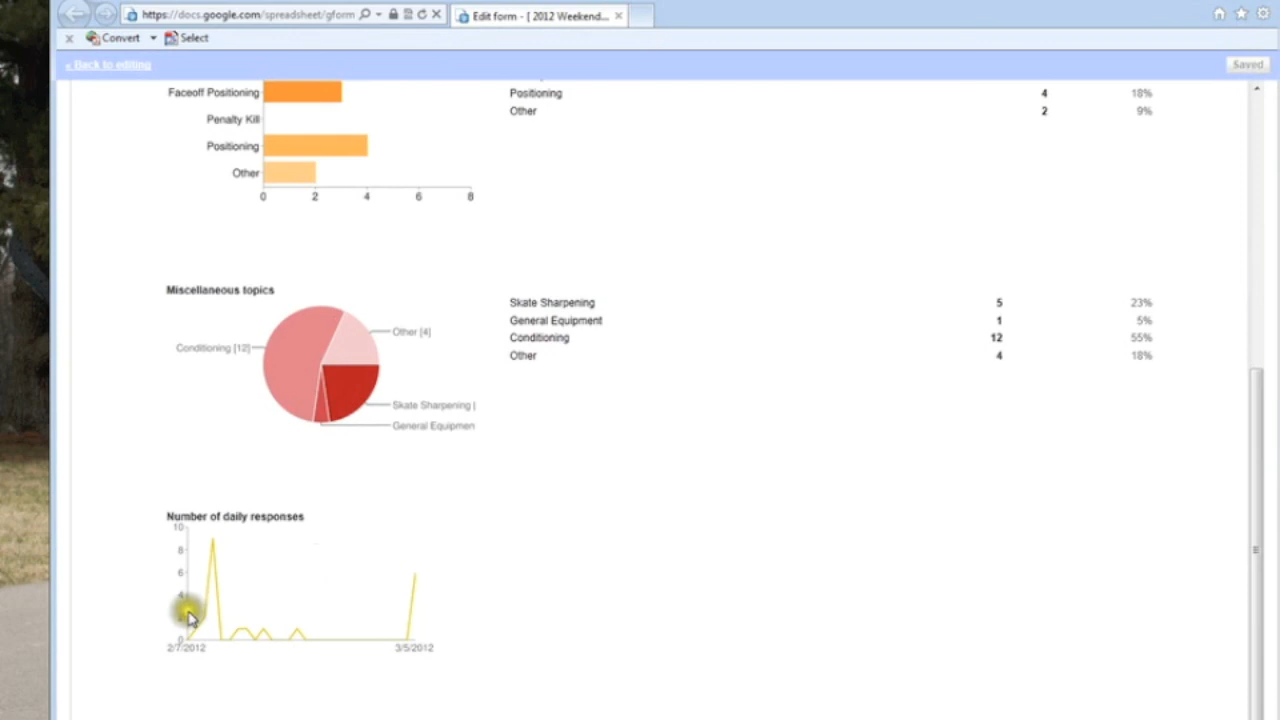 https://docs.google.com/spreadsheet/gform
Edit form - [ 2012 Weekend...
x Convert Select
« Back to editing
Saved
Faceoff Positioning
Penalty Kill
Positioning
Other
0 2 4 6 8
Positioning 4 18%
Other 2 9%
Miscellaneous topics
Conditioning [12]
Other [4]
Skate Sharpening [
General Equipmen
Skate Sharpening 5 23%
General Equipment 1 5%
Conditioning 12 55%
Other 4 18%
Number of daily responses
10
8
6
4
0
2/7/2012 3/5/2012